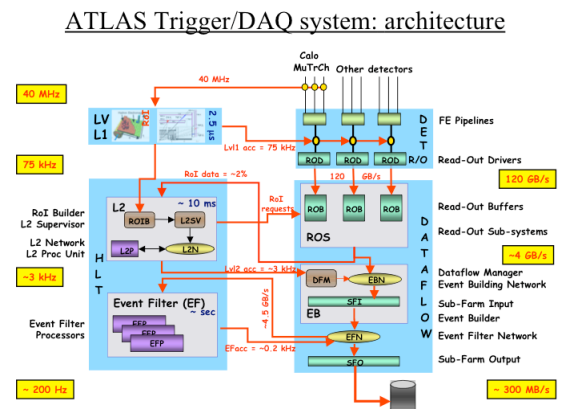 ATLAS Trigger/DAQ system: architecture
Calo
MuTrCh
Other detectors
40 MHz
40 MHz
LV
L1
RoI
2.5 µs
DET
R/O
FE Pipelines
Lvl1 acc = 75 kHz
ROD
ROD
ROD
Read-Out Drivers
75 kHz
RoI data = ~2%
120
GB/s
120 GB/s
L2
~ 10 ms
RoI
requests
ROB
ROB
ROB
Read-Out Buffers
RoI Builder
L2 Supervisor
ROIB
L2SV
ROS
Read-Out Sub-systems
L2 Network
L2 Proc Unit
L2P
L2N
HLT
DATAFLOW
~4 GB/s
~3 kHz
Lvl2 acc = ~3 kHz
DFM
EBN
Dataflow Manager
Event Building Network
Event Filter (EF)
~ sec
~4.5 GB/s
SFI
Sub-Farm Input
EB
Event Builder
Event Filter
Processors
EFP
EFP
EFP
EFN
Event Filter Network
EFacc = ~0.2 kHz
SFO
Sub-Farm Output
~ 200 Hz
~ 300 MB/s